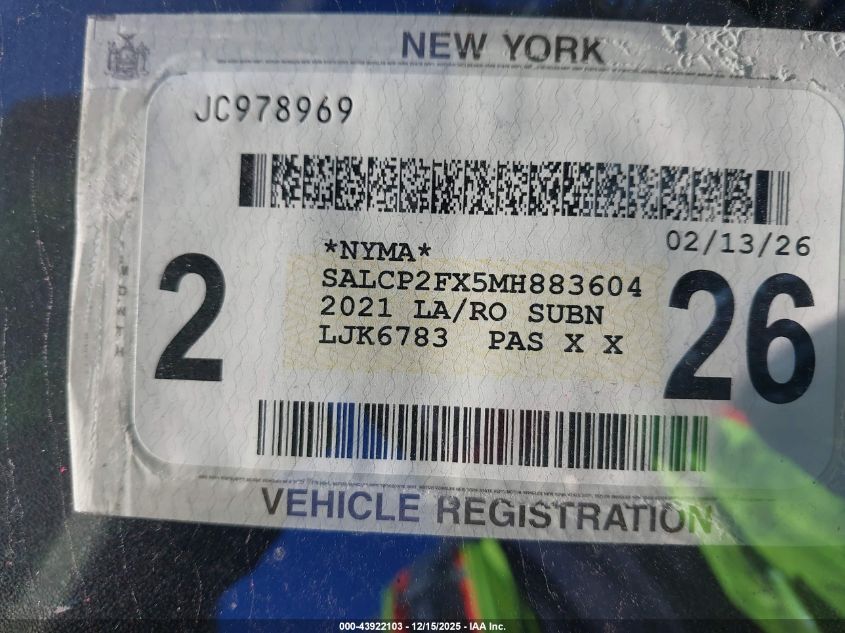 NEW YORK
JC978969
*NYMA*
02/13/26
SALCP2FX5MH883604
2021 LA/RO SUBN
LJK6783 PAS X X
2
26
VEHICLE REGISTRATION
000-43922103 - 12/15/2025 - IAA Inc.